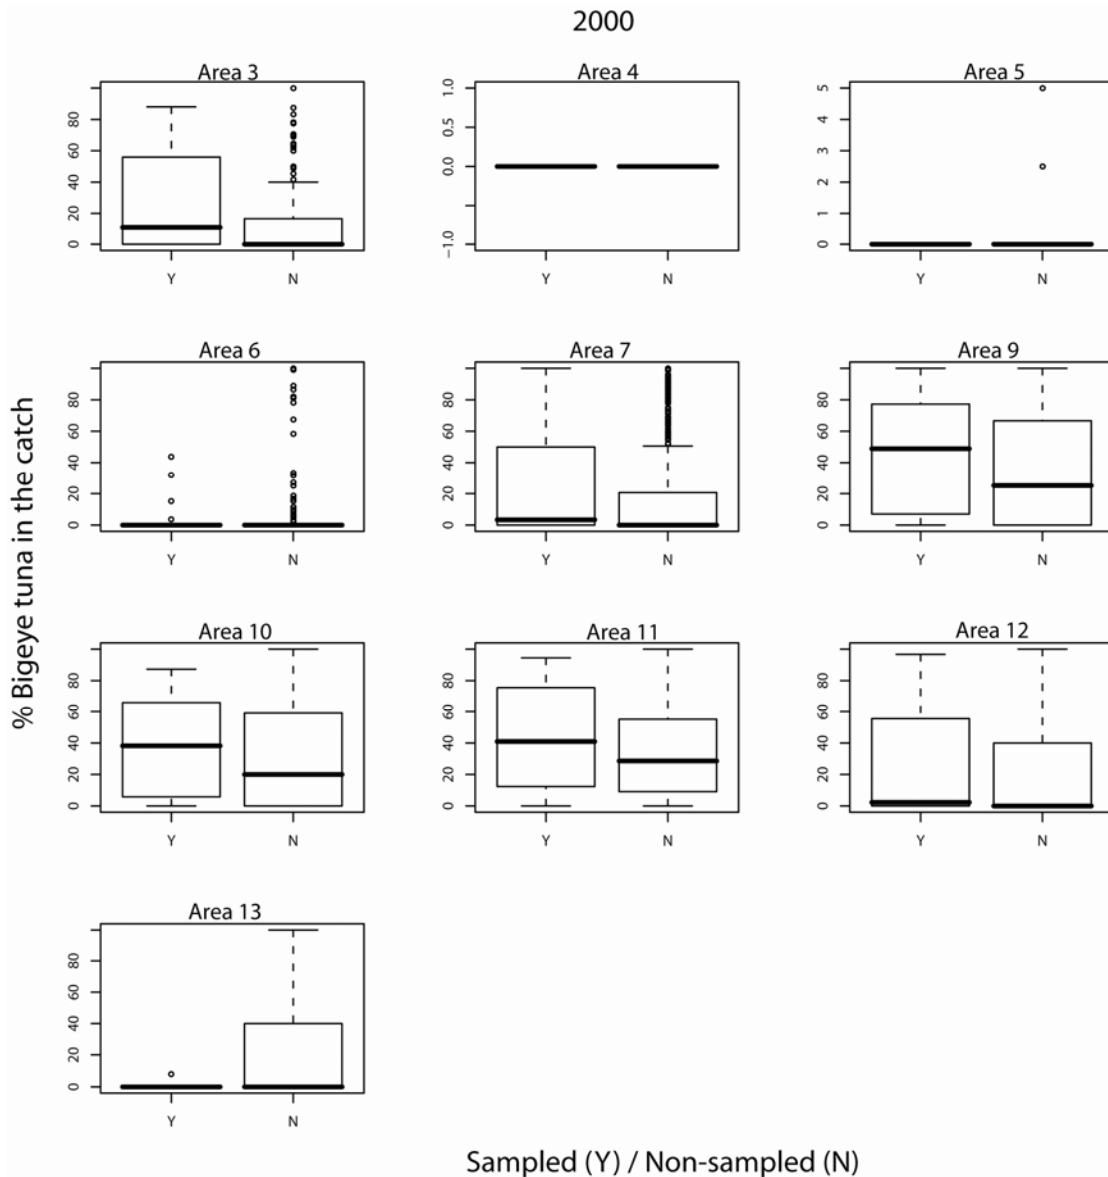 2000
Area 3
Area 4
Area 5
80
60
40
20
0
Y
N
1.0
0.5
0.0
−1.0
Y
N
5
4
3
2
1
0
Y
N
Area 6
Area 7
Area 9
80
60
40
20
0
Y
N
80
60
40
20
0
Y
N
80
60
40
20
0
Y
N
% Bigeye tuna in the catch
Area 10
Area 11
Area 12
80
60
40
20
0
Y
N
80
60
40
20
0
Y
N
80
60
40
20
0
Y
N
Area 13
80
60
40
20
0
Y
N
Sampled (Y) / Non-sampled (N)